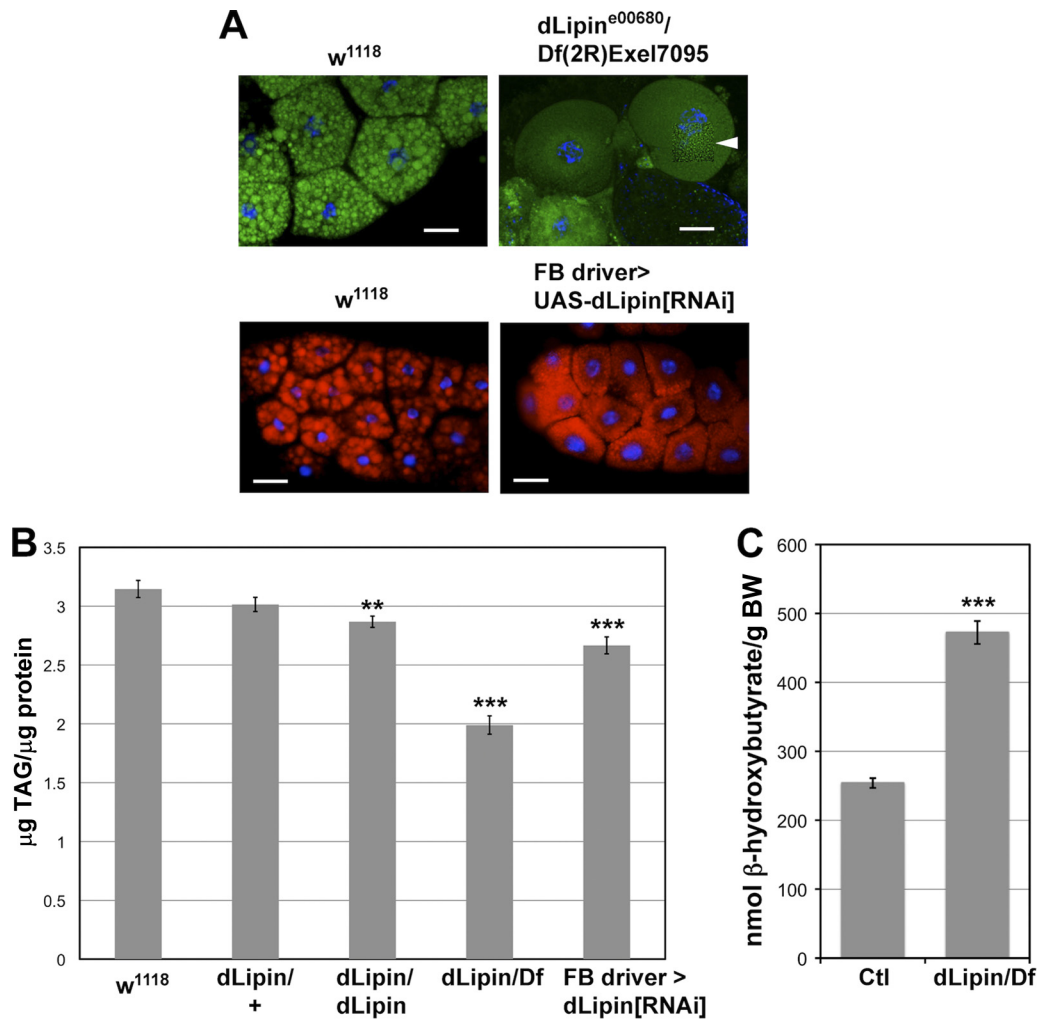 A
w1118
dLipine00680/
Df(2R)Exel7095
w1118
FB driver>
UAS-dLipin[RNAi]
B
3.5
3
2.5
2
1.5
1
0.5
0
μg TAG/μg protein
**
***
***
w1118
dLipin/
+
dLipin/
dLipin
dLipin/Df
FB driver >
dLipin[RNAi]
C
600
500
400
300
200
100
0
nmol β-hydroxybutyrate/g BW
***
Ctl
dLipin/Df